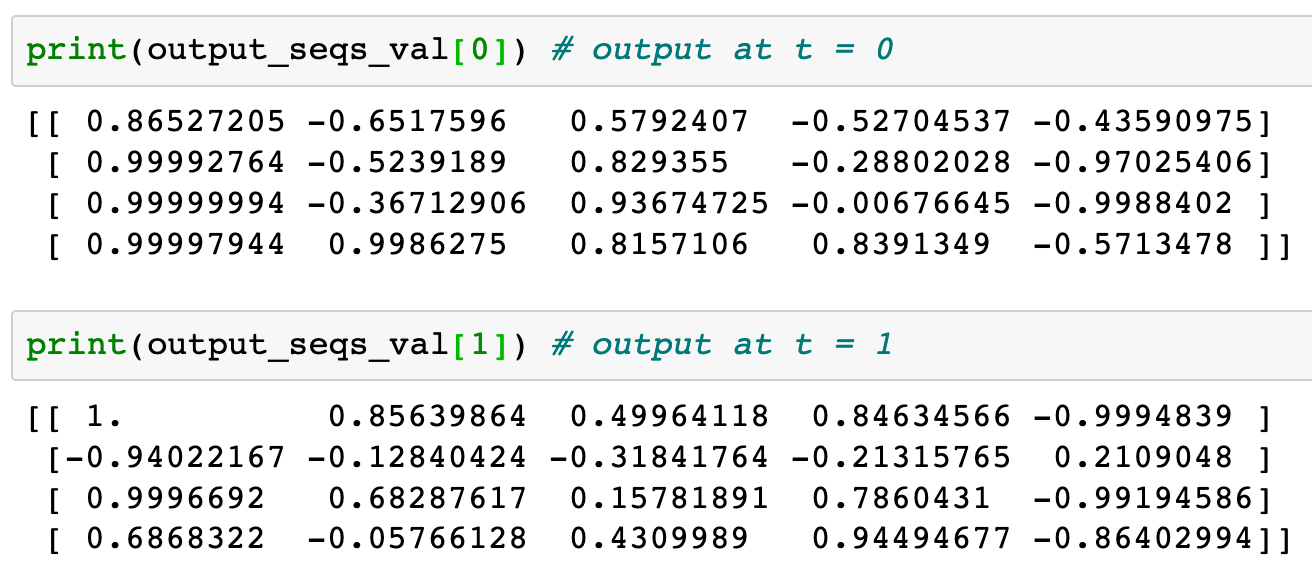 print(output_seqs_val[0]) # output at t = 0
[[ 0.86527205 -0.6517596   0.5792407  -0.52704537 -0.43590975]
 [ 0.99992764 -0.5239189   0.829355   -0.28802028 -0.97025406]
 [ 0.99999994 -0.36712906  0.93674725 -0.00676645 -0.9988402 ]
 [ 0.99997944  0.9986275   0.8157106   0.8391349  -0.5713478 ]]
print(output_seqs_val[1]) # output at t = 1
[[ 1.          0.85639864  0.49964118  0.84634566 -0.9994839 ]
 [-0.94022167 -0.12840424 -0.31841764 -0.21315765  0.2109048 ]
 [ 0.9996692   0.68287617  0.15781891  0.7860431  -0.99194586]
 [ 0.6868322  -0.05766128  0.4309989   0.94494677 -0.86402994]]